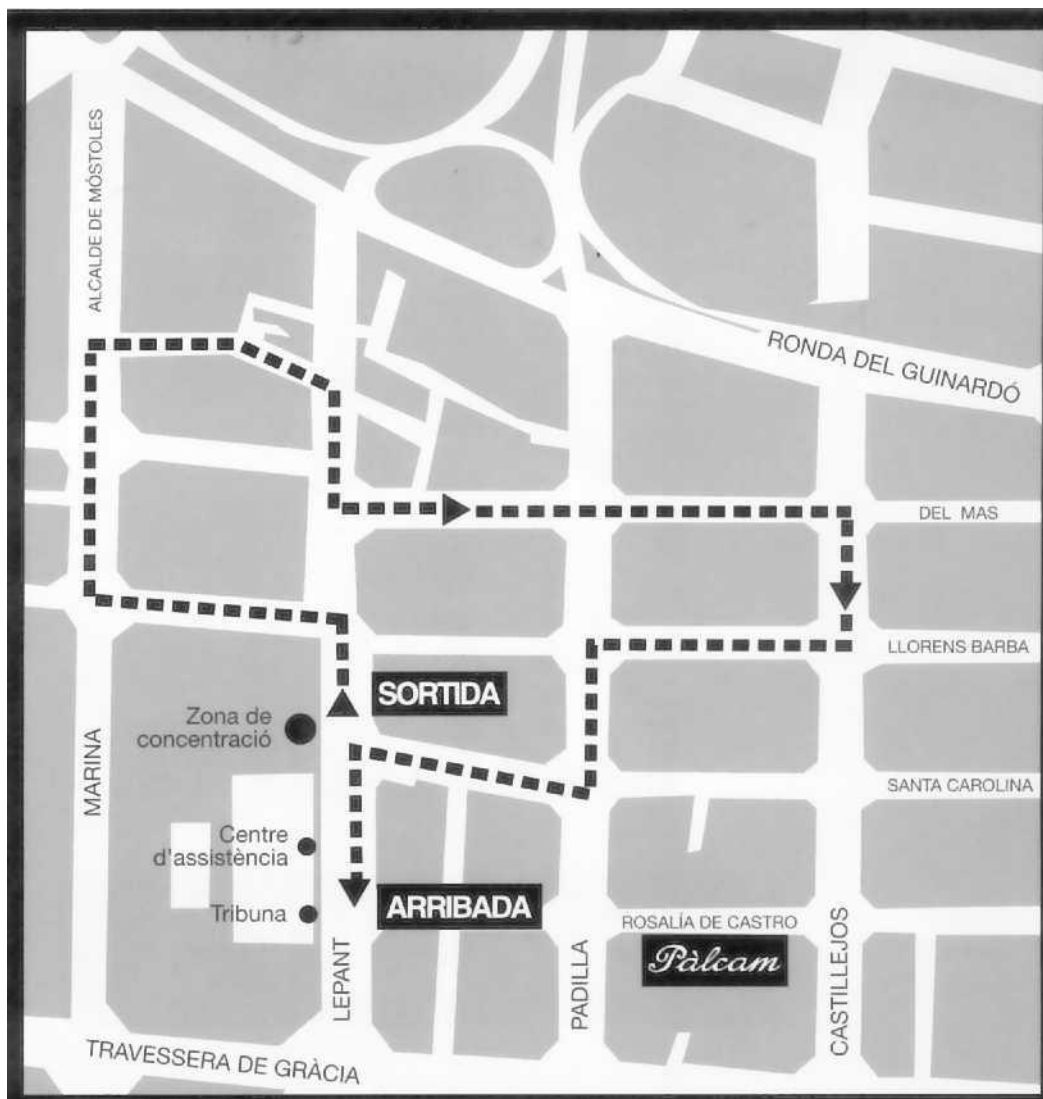 ALCALDE DE MÓSTOLES
RONDA DEL GUINARDÓ
DEL MAS
LLORENS BARBA
SORTIDA
Zona de
concentració
MARINA
SANTA CAROLINA
Centre
d'assistència
ARRIBADA
Tribuna
ROSALÍA DE CASTRO
Pàlcam
LEPANT
PADILLA
CASTILLEJOS
TRAVESSERA DE GRÀCIA